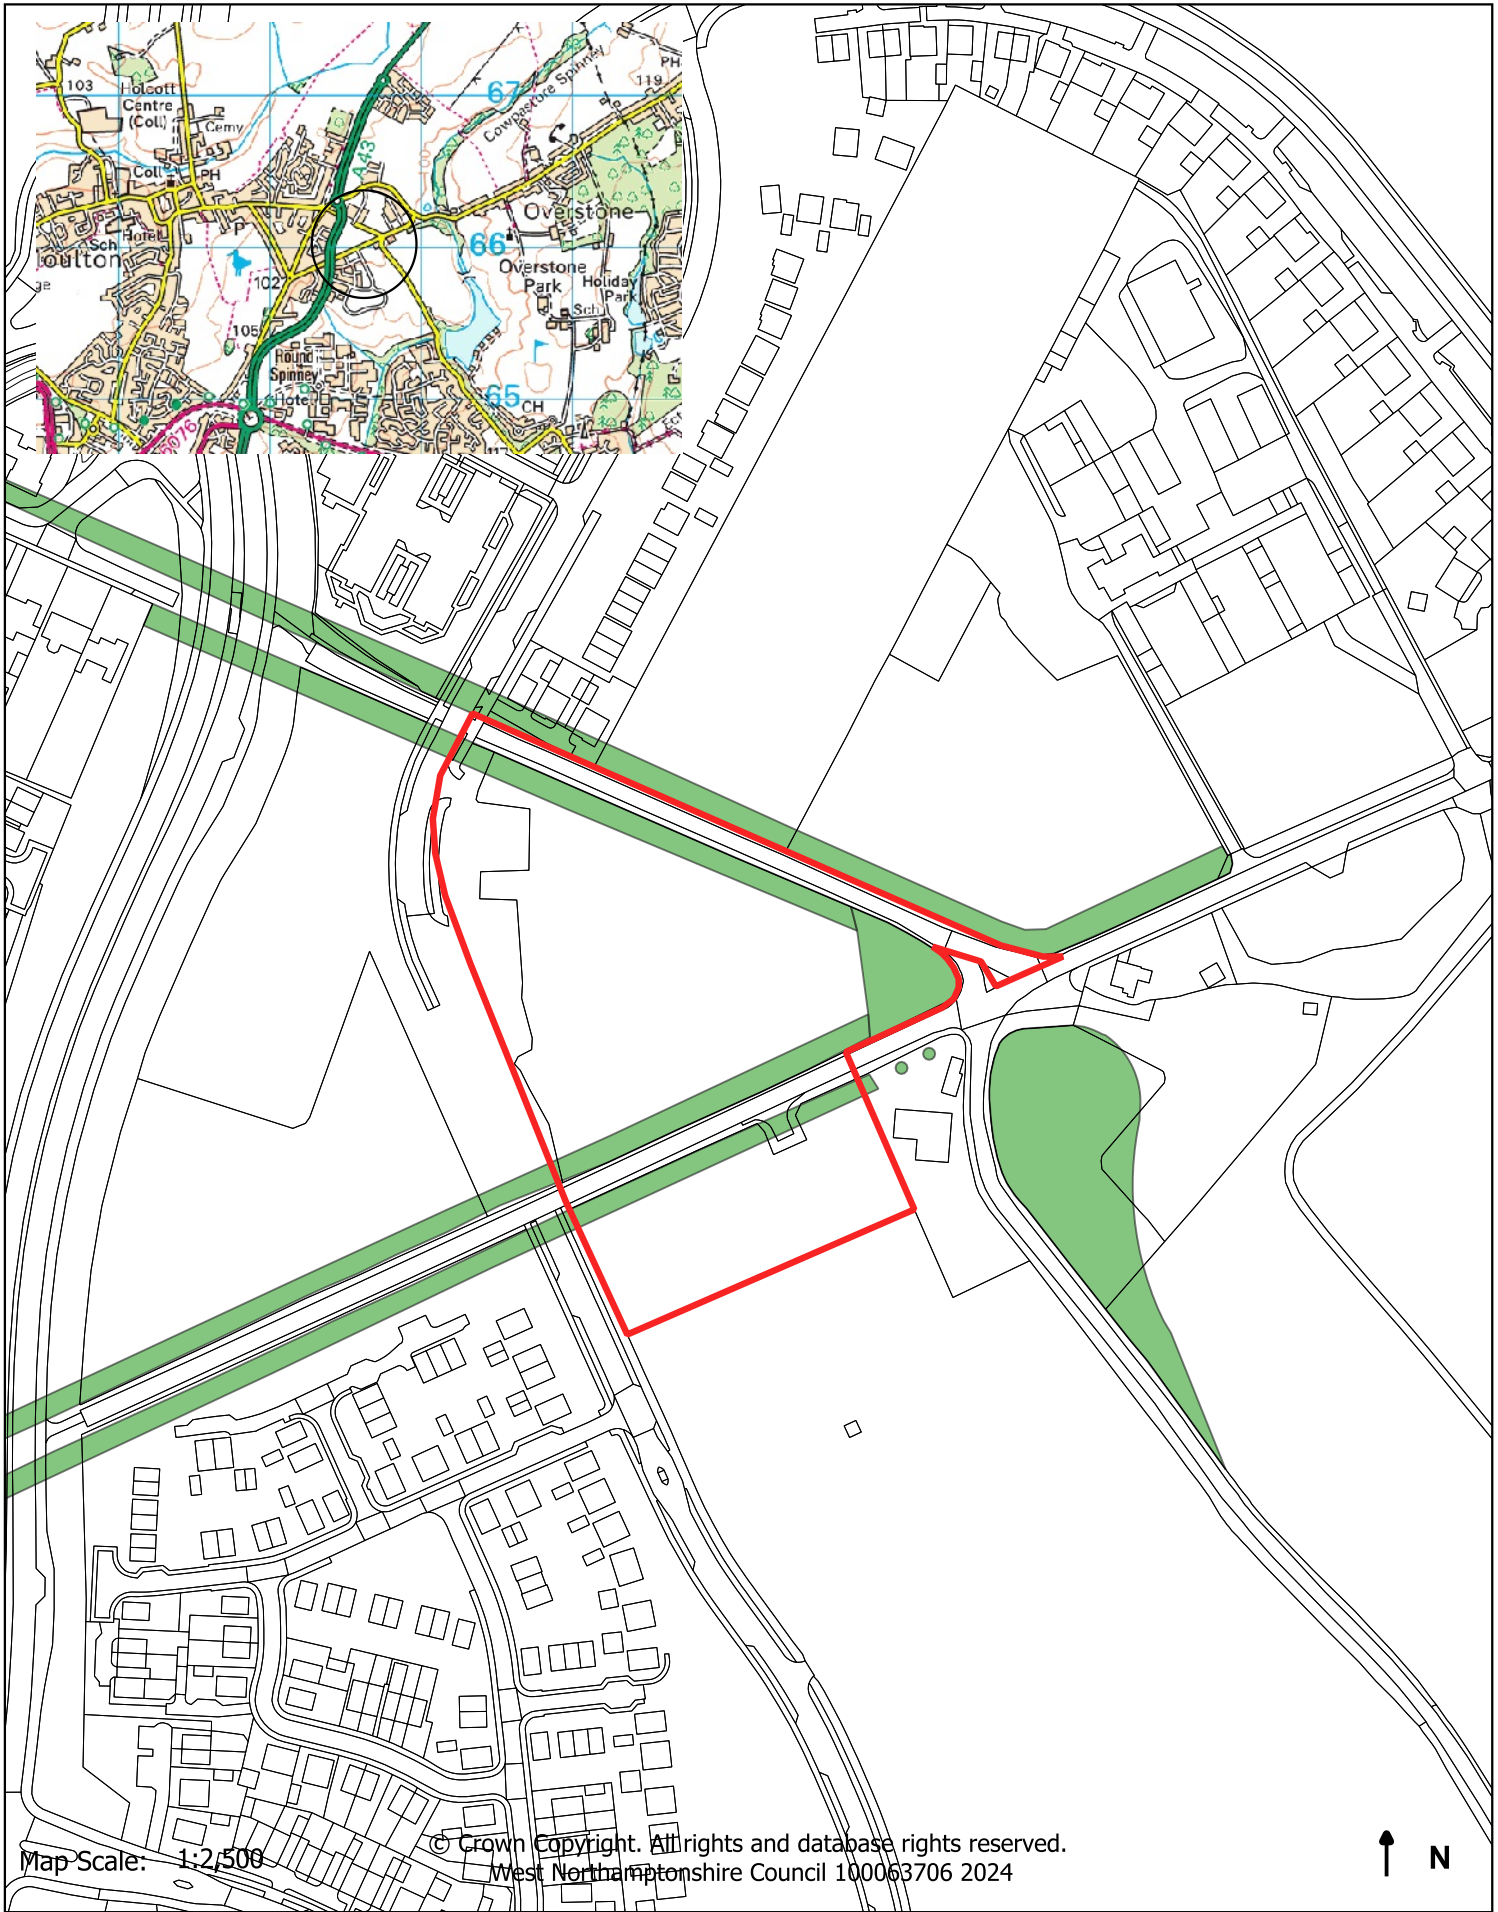 67
PH
119
103
Holcott
Centre
(Coll)
Cemy
Cowpasture Spinney
A43
Coll
PH
P
Overstone
Sch
Hotel
oulton
ge
66
102
Overstone
Park
Holiday
Park
Sch
105
Round
Spinney
Hotel
65
CH
Map Scale: 1:2,500
© Crown Copyright. All rights and database rights reserved.
West Northamptonshire Council 100063706 2024
N